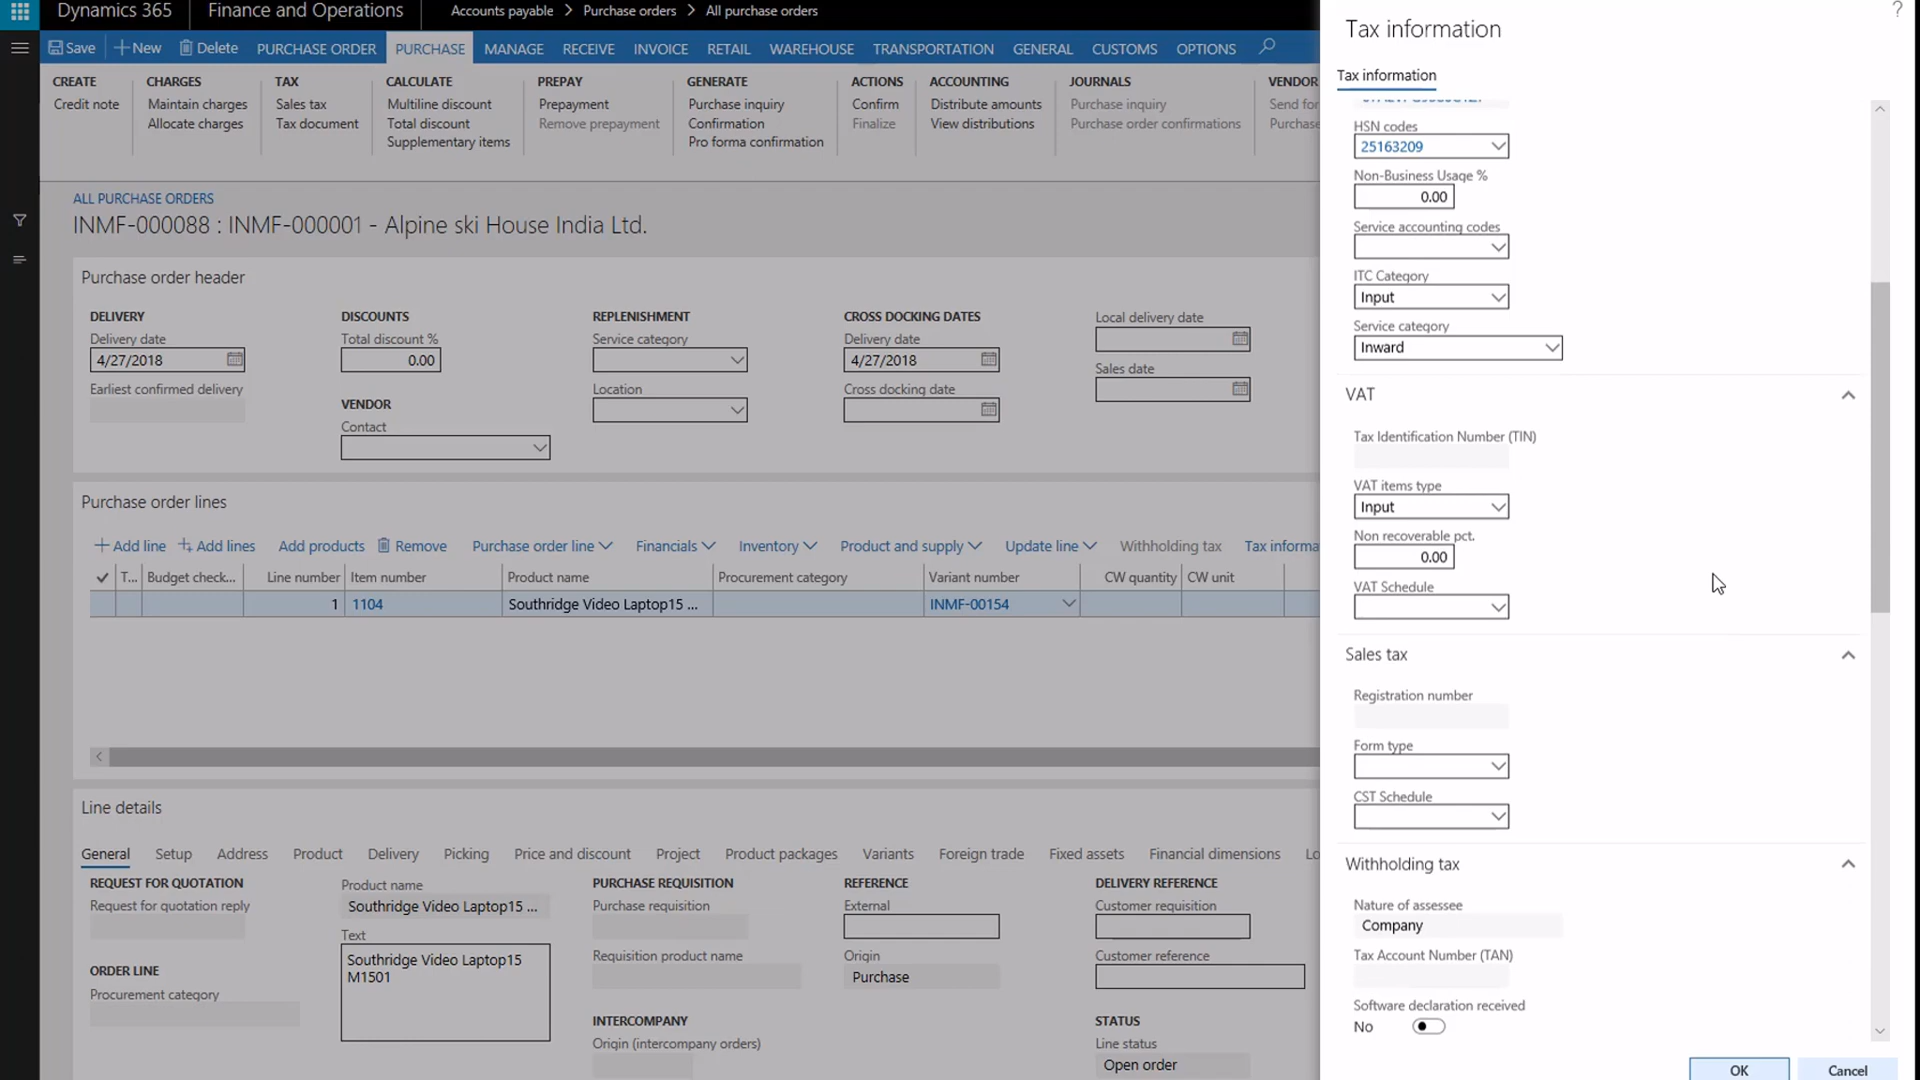 Dynamics 365 Finance and Operations Accounts payable > Purchase orders > All purchase orders
Save New Delete PURCHASE ORDER PURCHASE MANAGE RECEIVE INVOICE RETAIL WAREHOUSE TRANSPORTATION GENERAL CUSTOMS OPTIONS
CREATE CHARGES TAX CALCULATE PREPAY GENERATE ACTIONS ACCOUNTING JOURNALS VENDOR
Credit note Maintain charges Sales tax Multiline discount Prepayment Purchase inquiry Confirm Distribute amounts Purchase inquiry Send for
Allocate charges Tax document Total discount Remove prepayment Confirmation Finalize View distributions Purchase order confirmations Purchase
Supplementary items Pro forma confirmation
ALL PURCHASE ORDERS
INMF-000088 : INMF-000001 - Alpine ski House India Ltd.
Purchase order header
DELIVERY DISCOUNTS REPLENISHMENT CROSS DOCKING DATES Local delivery date
Delivery date Total discount % Service category Delivery date
4/27/2018 0.00 4/27/2018
Sales date
Earliest confirmed delivery Location Cross docking date
VENDOR
Contact
Purchase order lines
Add line Add lines Add products Remove Purchase order line Financials Inventory Product and supply Update line Withholding tax Tax informa
T... Budget check... Line number Item number Product name Procurement category Variant number CW quantity CW unit
1 1104 Southridge Video Laptop15 ... INMF-00154
Line details
General Setup Address Product Delivery Picking Price and discount Project Product packages Variants Foreign trade Fixed assets Financial dimensions Lo
REQUEST FOR QUOTATION Product name PURCHASE REQUISITION REFERENCE DELIVERY REFERENCE
Request for quotation reply Southridge Video Laptop15 ... Purchase requisition External Customer requisition
Text
Southridge Video Laptop15
M1501
Requisition product name Origin Customer reference
ORDER LINE Purchase
Procurement category
INTERCOMPANY STATUS
Origin (intercompany orders) Line status
Open order
?
Tax information
Tax information
HSN codes
25163209
Non-Business Usage %
0.00
Service accounting codes
ITC Category
Input
Service category
Inward
VAT
Tax Identification Number (TIN)
VAT items type
Input
Non recoverable pct.
0.00
VAT Schedule
Sales tax
Registration number
Form type
CST Schedule
Withholding tax
Nature of assessee
Company
Tax Account Number (TAN)
Software declaration received
No
OK Cancel